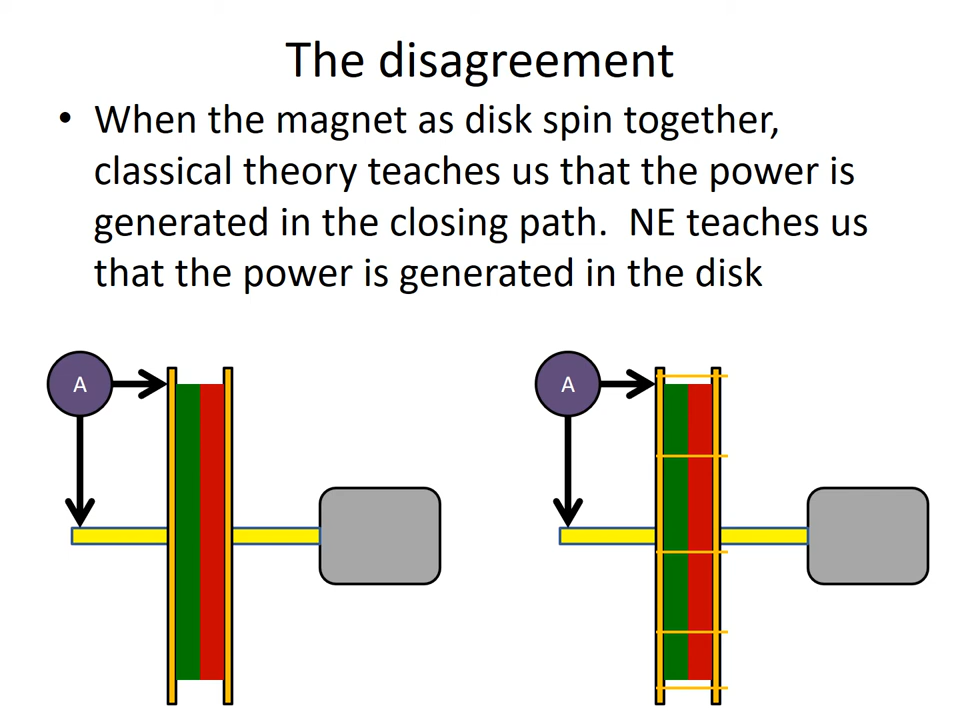 The disagreement
• When the magnet as disk spin together,
classical theory teaches us that the power is
generated in the closing path.  NE teaches us
that the power is generated in the disk
A
A